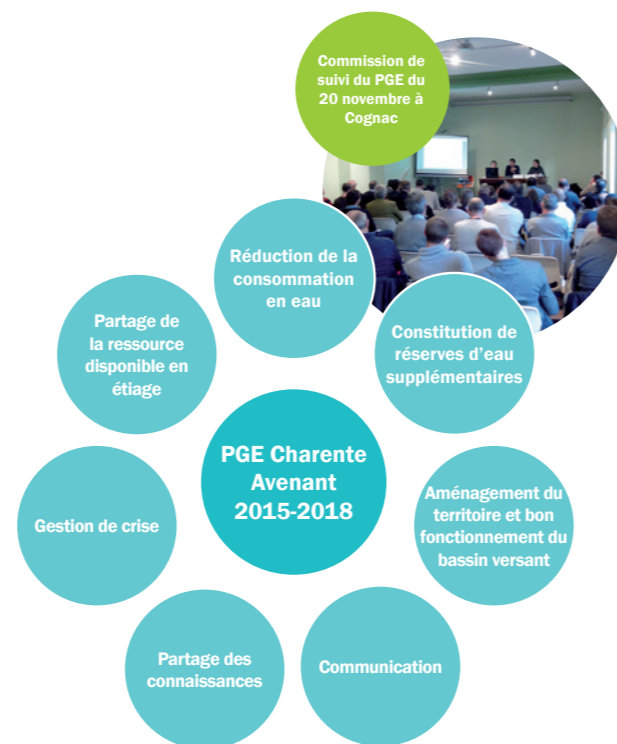 Commission de
suivi du PGE du
20 novembre à
Cognac
Réduction de la
consommation
en eau
Partage de
la ressource
disponible en
étiage
Constitution de
réserves d'eau
supplémentaires
PGE Charente
Avenant
2015-2018
Gestion de crise
Aménagement du
territoire et bon
fonctionnement du
bassin versant
Partage des
connaissances
Communication